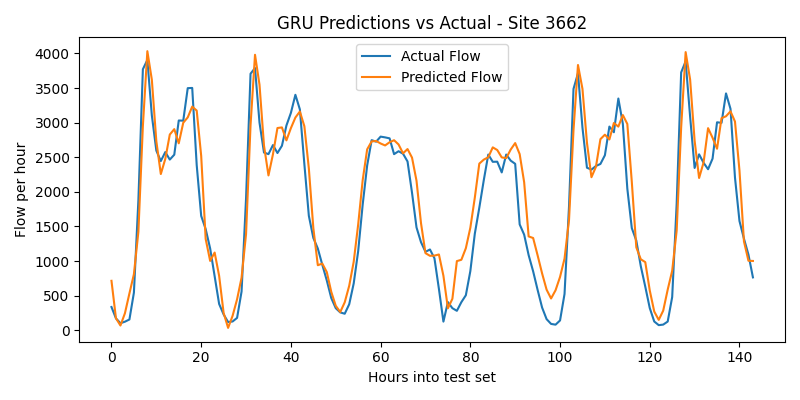 GRU Predictions vs Actual - Site 3662
Actual Flow
Predicted Flow
Flow per hour
4000
3500
3000
2500
2000
1500
1000
500
0
0 20 40 60 80 100 120 140
Hours into test set